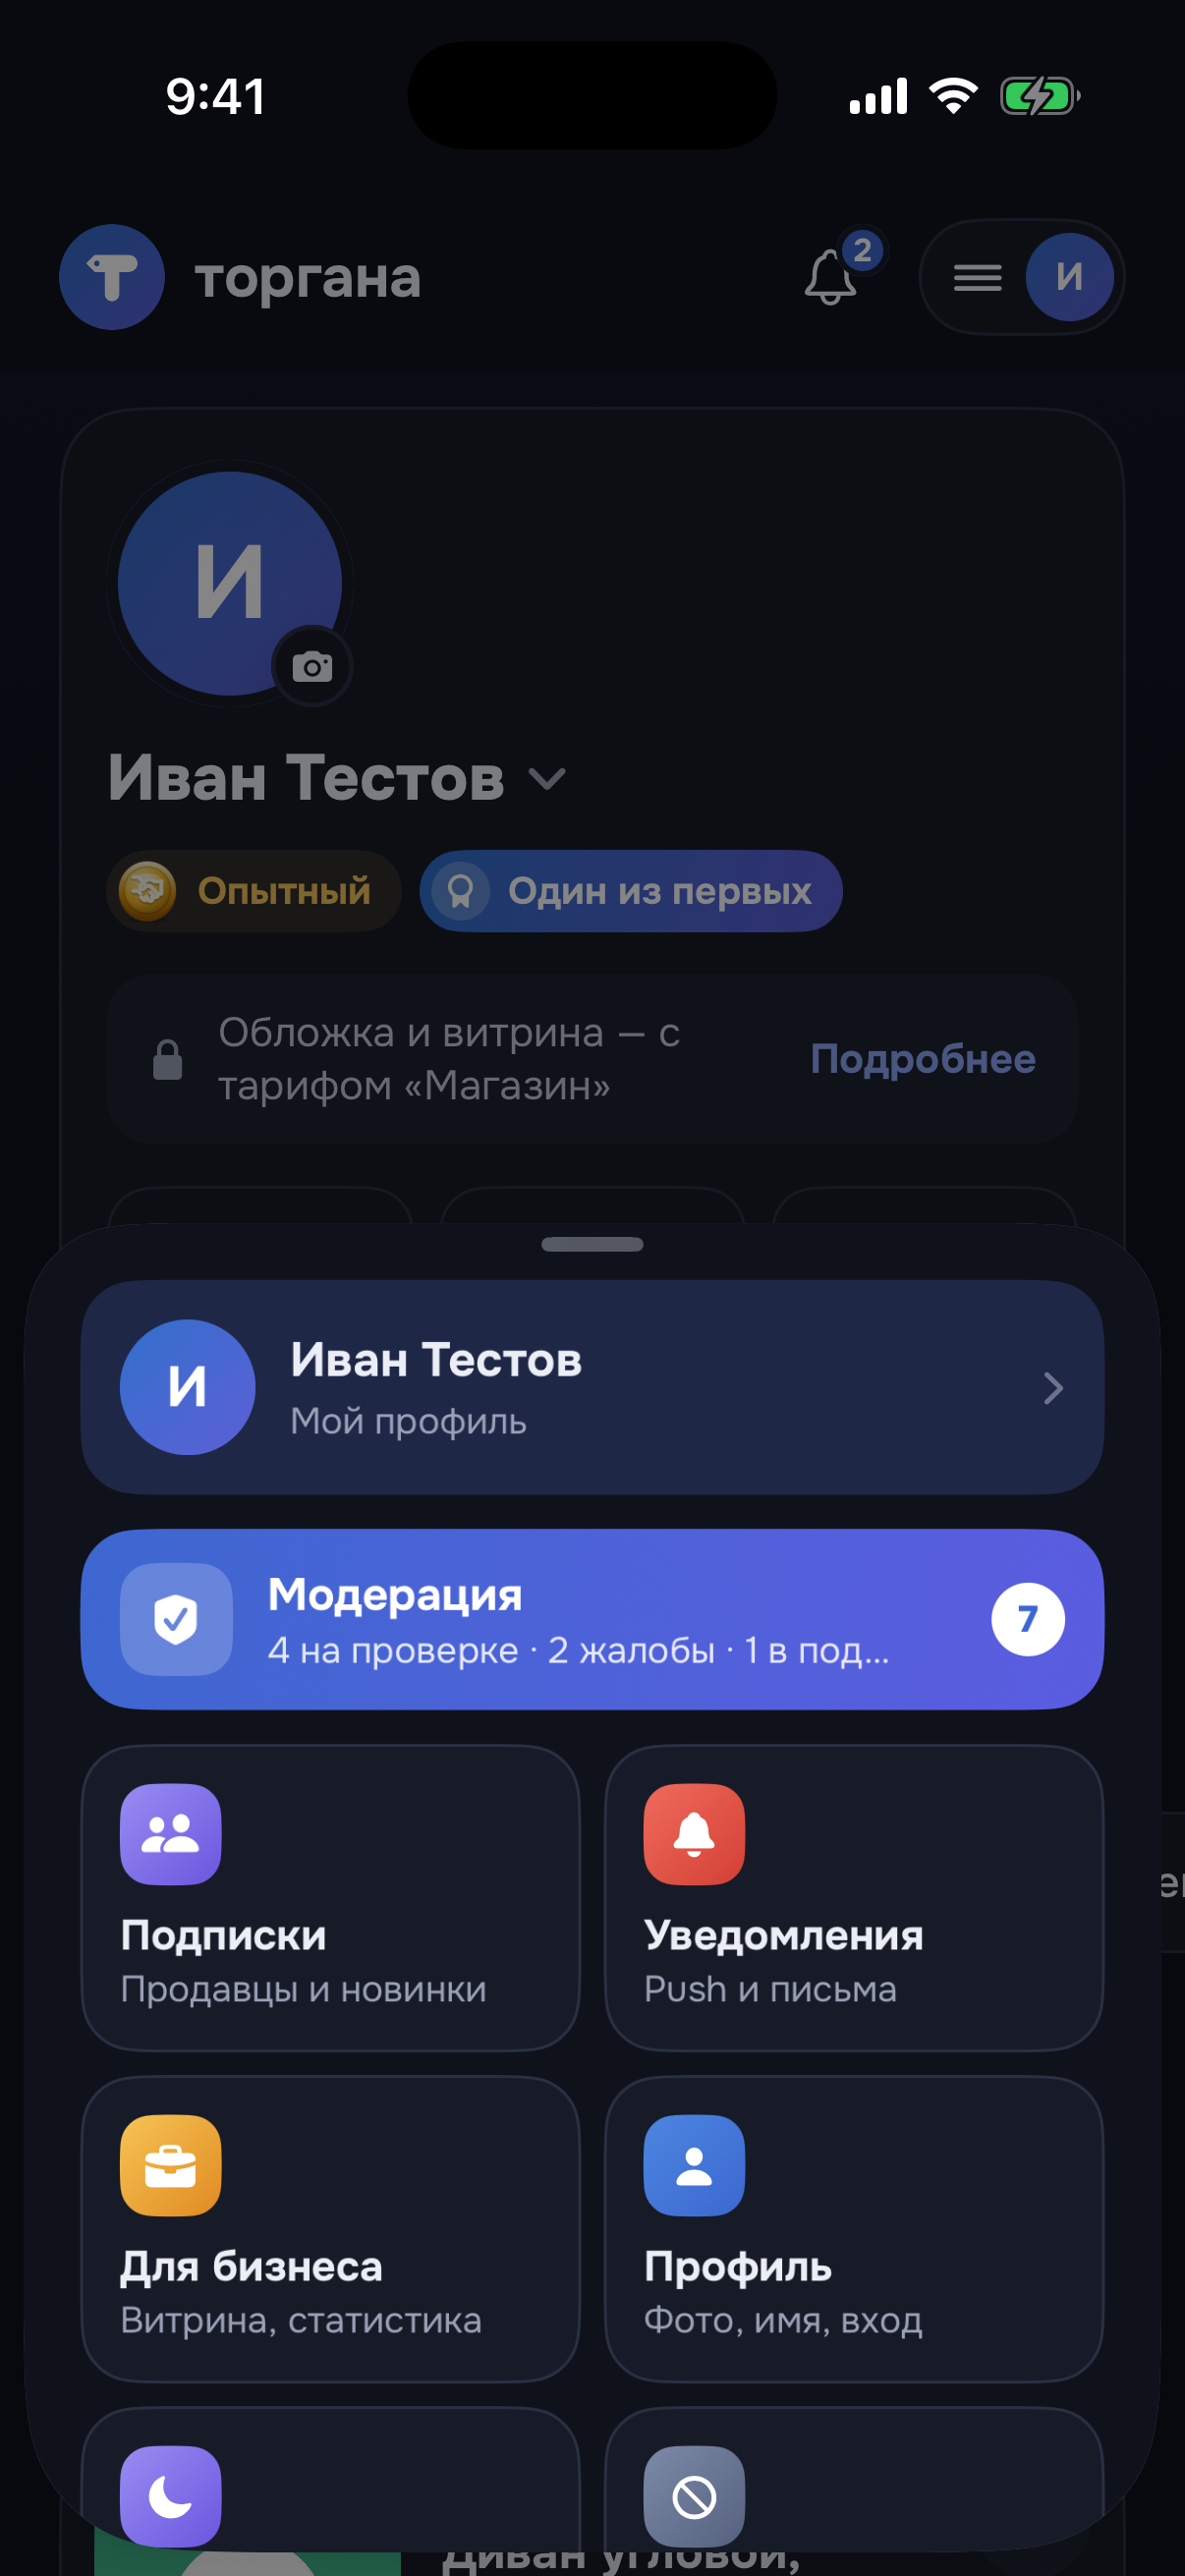 9:41
торгана
2
И
И
Иван Тестов
Опытный
Один из первых
Обложка и витрина — с
тарифом «Магазин»
Подробнее
И
Иван Тестов
Мой профиль
Модерация
4 на проверке · 2 жалобы · 1 в под...
7
Подписки
Продавцы и новинки
Уведомления
Push и письма
Для бизнеса
Витрина, статистика
Профиль
Фото, имя, вход
Диван угловой,